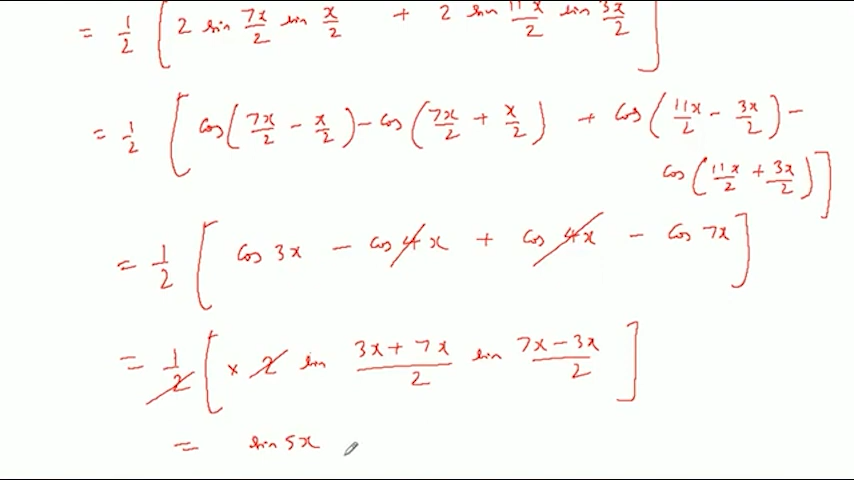 = 1/2 [ 2 sin 7x/2 sin x/2 + 2 sin 11x/2 sin 3x/2 ]
= 1/2 [ cos(7x/2 − x/2) − cos(7x/2 + x/2) + cos(11x/2 − 3x/2) −
cos(11x/2 + 3x/2) ]
= 1/2 [ cos 3x − cos 4x + cos 4x − cos 7x ]
= 1/2 [ × 2 sin 3x + 7x/2 sin 7x − 3x/2 ]
= sin 5x